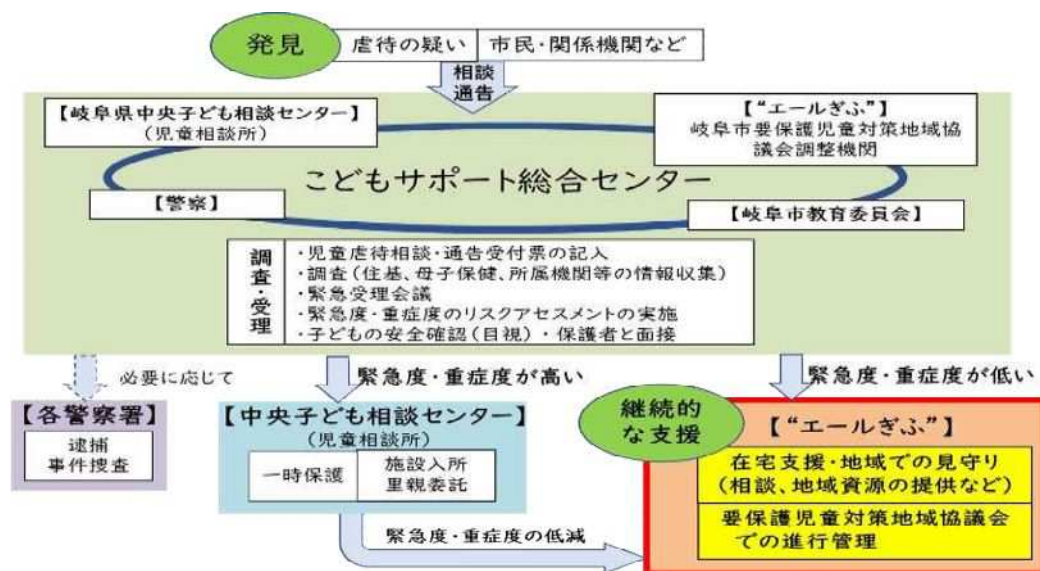 発見
虐待の疑い
市民・関係機関など
相談
通告
【岐阜県中央子ども相談センター】
(児童相談所)
【“エールぎふ”】
岐阜市要保護児童対策地域協
議会調整機関
こどもサポート総合センター
【警察】
【岐阜市教育委員会】
調査・受理
・児童虐待相談・通告受付票の記入
・調査(住基、母子保健、所属機関等の情報収集)
・緊急受理会議
・緊急度・重症度のリスクアセスメントの実施
・子どもの安全確認(目視)・保護者と面接
必要に応じて
緊急度・重症度が高い
緊急度・重症度が低い
【各警察署】
逮捕
事件捜査
【中央子ども相談センター】
(児童相談所)
一時保護
施設入所
里親委託
継続的
な支援
【“エールぎふ”】
在宅支援・地域での見守り
(相談、地域資源の提供など)
要保護児童対策地域協議会
での進行管理
緊急度・重症度の低減